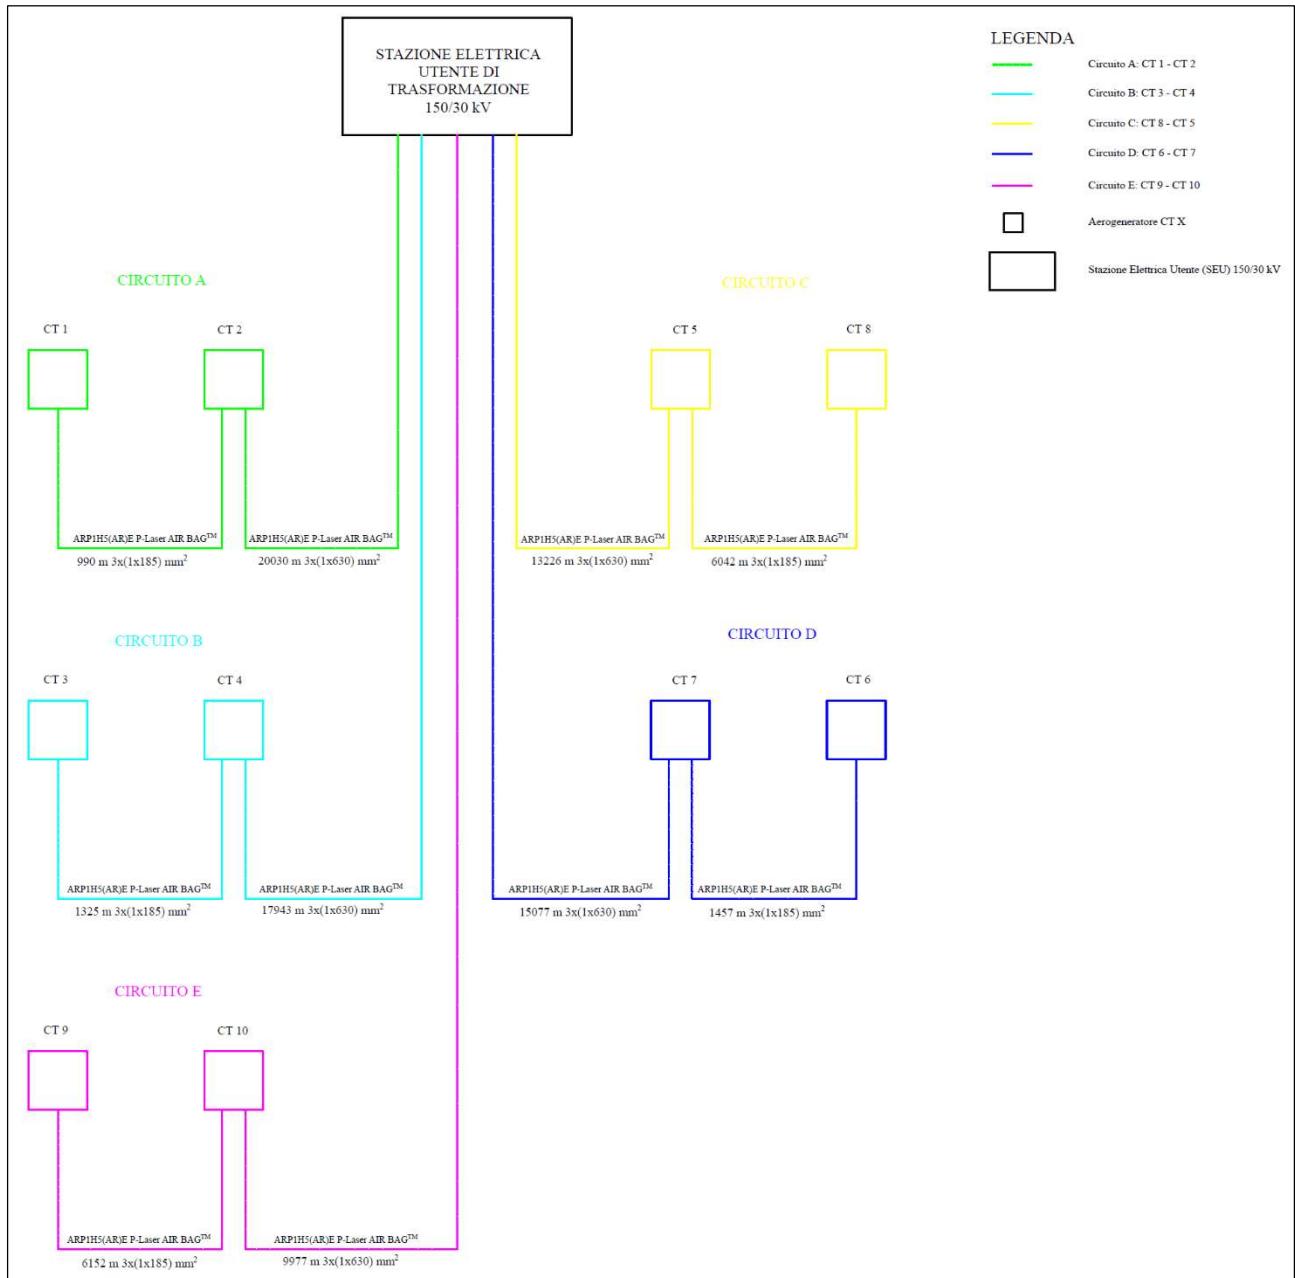 STAZIONE ELETTRICA
UTENTE DI
TRASFORMAZIONE
150/30 kV
LEGENDA
Circuito A: CT 1 - CT 2
Circuito B: CT 3 - CT 4
Circuito C: CT 8 - CT 5
Circuito D: CT 6 - CT 7
Circuito E: CT 9 - CT 10
Aerogeneratore CT X
Stazione Elettrica Utente (SEU) 150/30 kV
CIRCUITO A
CT 1
CT 2
ARP1H5(AR)E P-Laser AIR BAG™
990 m 3x(1x185) mm²
ARP1H5(AR)E P-Laser AIR BAG™
20030 m 3x(1x630) mm²
CIRCUITO C
CT 5
CT 8
ARP1H5(AR)E P-Laser AIR BAG™
13226 m 3x(1x630) mm²
ARP1H5(AR)E P-Laser AIR BAG™
6042 m 3x(1x185) mm²
CIRCUITO B
CT 3
CT 4
ARP1H5(AR)E P-Laser AIR BAG™
1325 m 3x(1x185) mm²
ARP1H5(AR)E P-Laser AIR BAG™
17943 m 3x(1x630) mm²
CIRCUITO D
CT 7
CT 6
ARP1H5(AR)E P-Laser AIR BAG™
15077 m 3x(1x630) mm²
ARP1H5(AR)E P-Laser AIR BAG™
1457 m 3x(1x185) mm²
CIRCUITO E
CT 9
CT 10
ARP1H5(AR)E P-Laser AIR BAG™
6152 m 3x(1x185) mm²
ARP1H5(AR)E P-Laser AIR BAG™
9977 m 3x(1x630) mm²